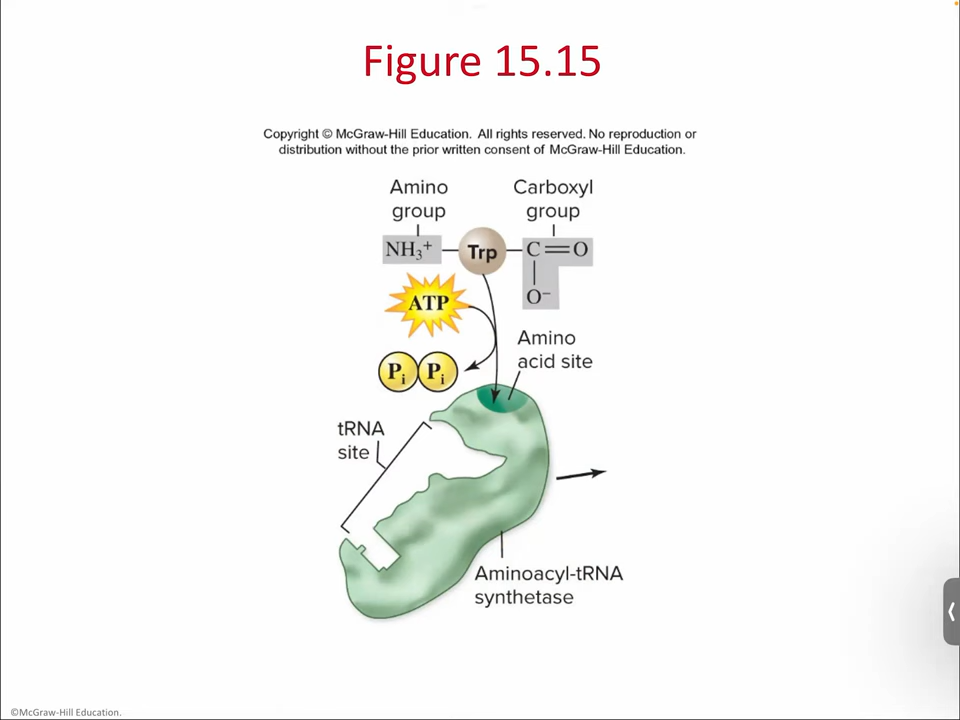 Figure 15.15
Copyright © McGraw-Hill Education. All rights reserved. No reproduction or
distribution without the prior written consent of McGraw-Hill Education.
Amino
group
Carboxyl
group
NH₃⁺
Trp
C=O
O⁻
ATP
Pᵢ Pᵢ
Amino
acid site
tRNA
site
Aminoacyl-tRNA
synthetase
©McGraw-Hill Education.